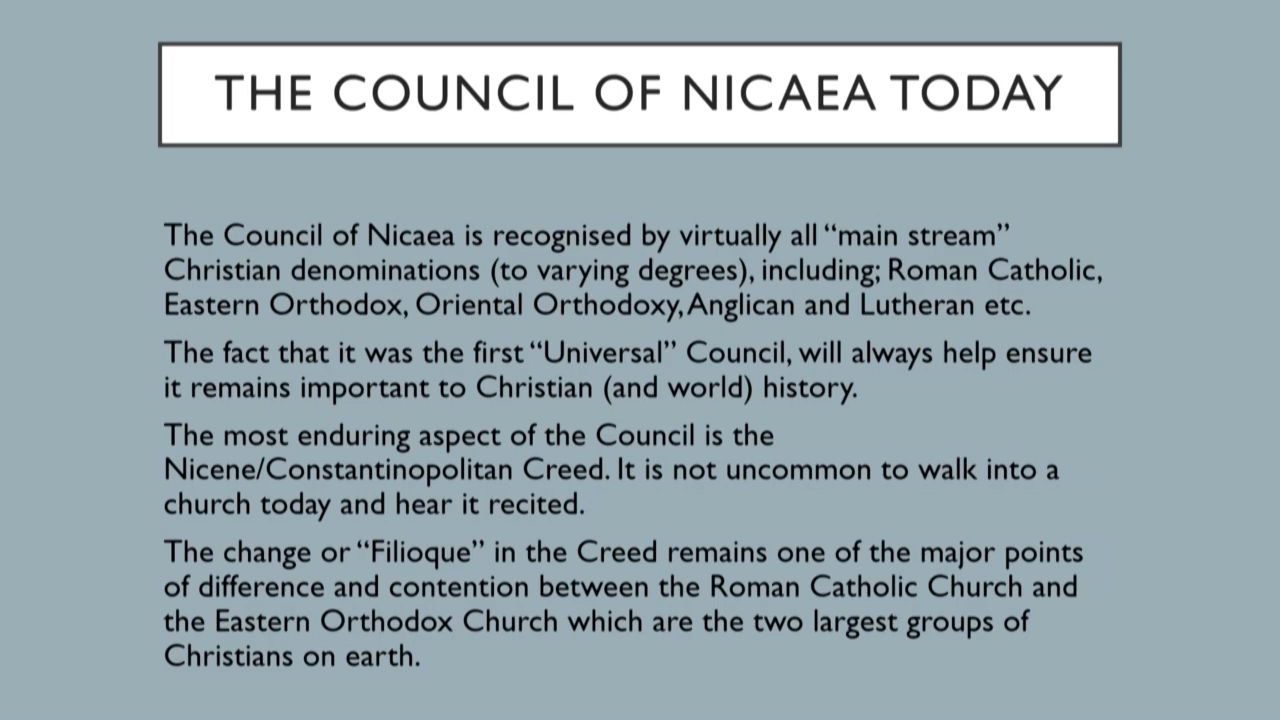 THE COUNCIL OF NICAEA TODAY
The Council of Nicaea is recognised by virtually all “main stream”
Christian denominations (to varying degrees), including; Roman Catholic,
Eastern Orthodox, Oriental Orthodoxy, Anglican and Lutheran etc.
The fact that it was the first “Universal” Council, will always help ensure
it remains important to Christian (and world) history.
The most enduring aspect of the Council is the
Nicene/Constantinopolitan Creed. It is not uncommon to walk into a
church today and hear it recited.
The change or “Filioque” in the Creed remains one of the major points
of difference and contention between the Roman Catholic Church and
the Eastern Orthodox Church which are the two largest groups of
Christians on earth.